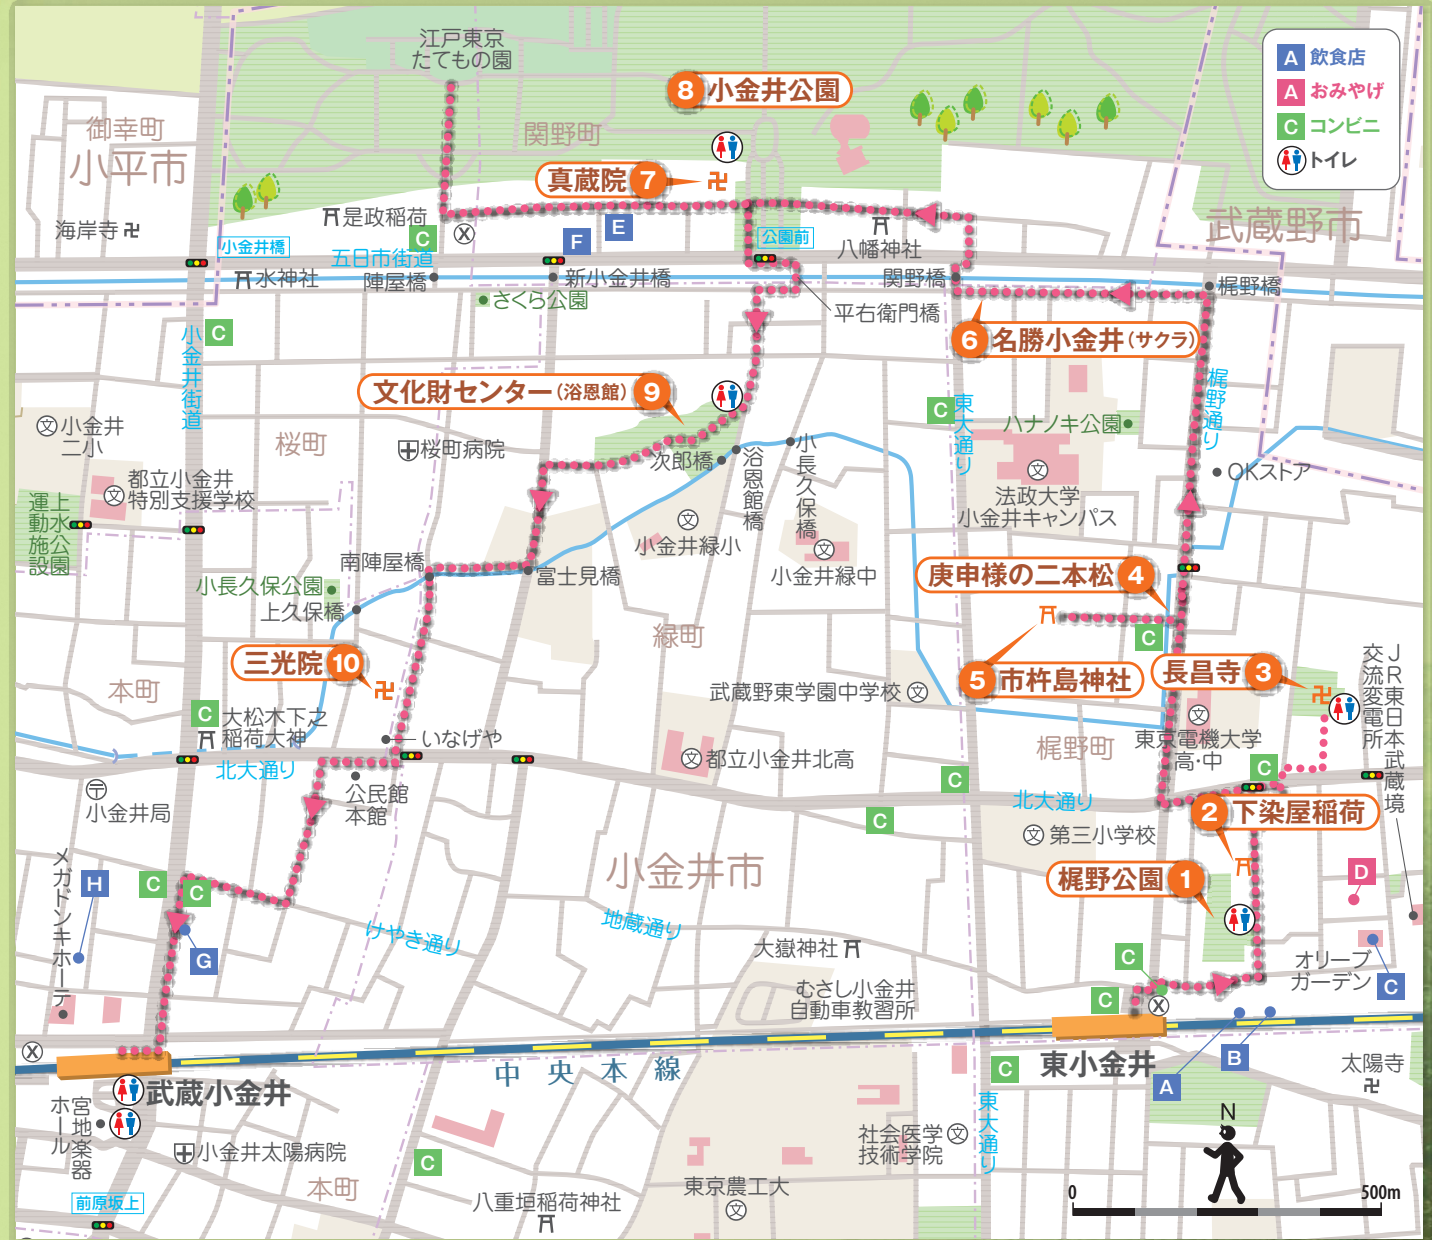 江戸東京
たてもの園
8 小金井公園
A 飲食店
A おみやげ
C コンビニ
トイレ
御幸町
小平市
関野町
真蔵院 7
海岸寺
是政稲荷
C
X
F
E
公園前
八幡神社
武蔵野市
小金井橋
五日市街道
水神社
陣屋橋
新小金井橋
関野橋
梶野橋
さくら公園
平右衛門橋
C
小金井街道
6 名勝小金井(サクラ)
文化財センター(浴恩館) 9
梶野通り
C
東大通り
ハナノキ公園
小金井
二小
桜町
桜町病院
次郎橋
浴恩館橋
小長久保橋
OKストア
都立小金井
特別支援学校
上水公園
運動施設
法政大学
小金井キャンパス
小金井緑小
小金井緑中
南陣屋橋
富士見橋
庚申様の二本松 4
小長久保公園
上久保橋
C
緑町
三光院 10
5 市杵島神社
長昌寺 3
JR東日本武蔵境
交流変電所
本町
武蔵野東学園中学校
C
大松木下之
稲荷大神
いなげや
都立小金井北高
梶野町
東京電機大学
高・中
C
北大通り
C
北大通り
公民館
本館
小金井局
C
2 下染屋稲荷
第三小学校
小金井市
梶野公園 1
D
メガドンキホーテ
H
C
C
けやき通り
地蔵通り
大嶽神社
G
C
オリーブ
ガーデン
C
むさし小金井
自動車教習所
C
X
X
中央本線
東小金井
C
B
A
太陽寺
武蔵小金井
宮地楽器
ホール
小金井太陽病院
C
社会医学
技術学院
東大通り
N
本町
前原坂上
八重垣稲荷神社
東京農工大
0 500m